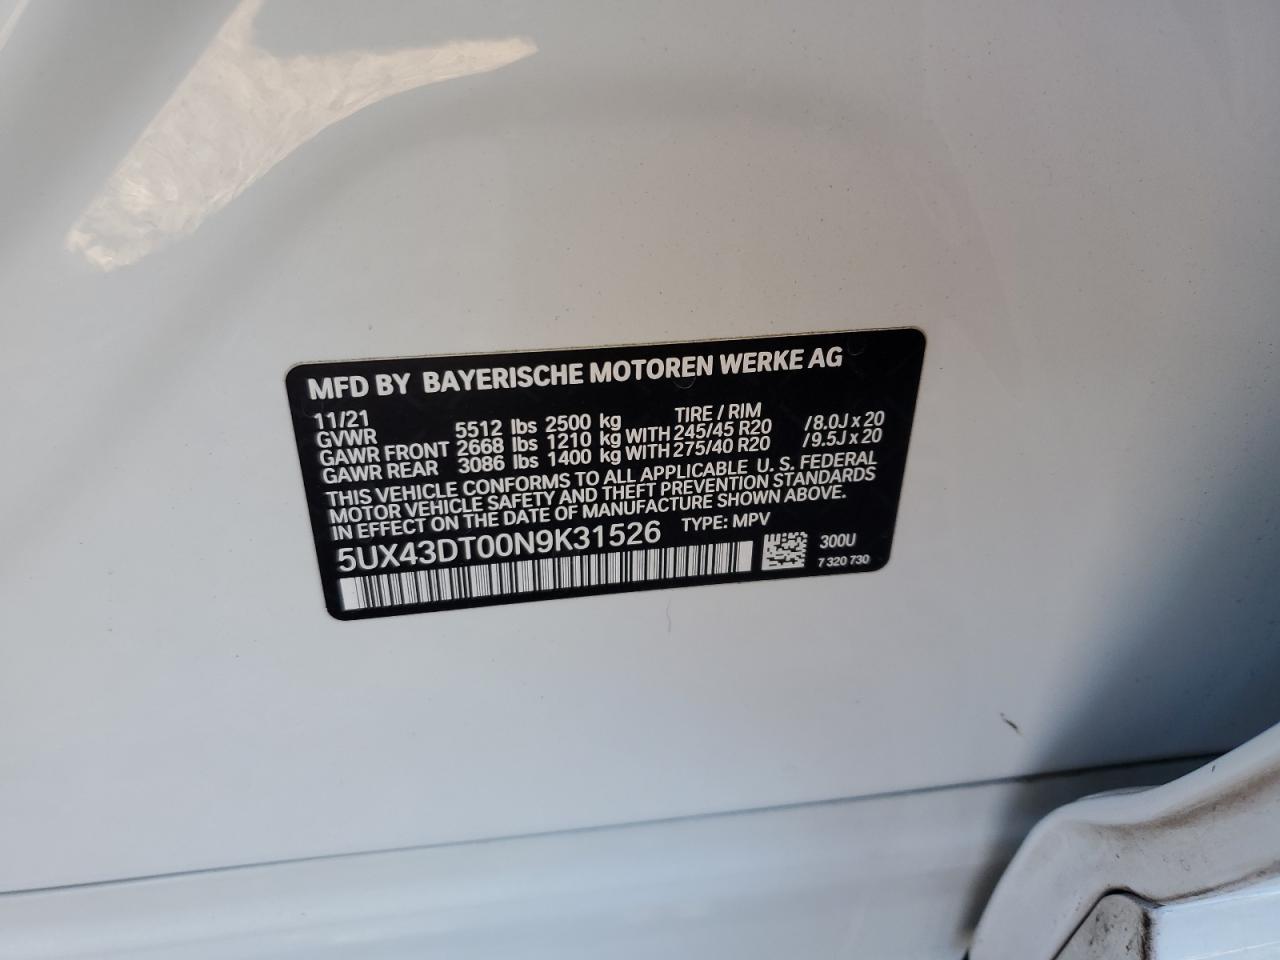 MFD BY BAYERISCHE MOTOREN WERKE AG
11/21 TIRE / RIM
GVWR 5512 lbs 2500 kg
GAWR FRONT 2668 lbs 1210 kg WITH 245/45 R20 /8.0J x 20
GAWR REAR 3086 lbs 1400 kg WITH 275/40 R20 /9.5J x 20
THIS VEHICLE CONFORMS TO ALL APPLICABLE U. S. FEDERAL
MOTOR VEHICLE SAFETY AND THEFT PREVENTION STANDARDS
IN EFFECT ON THE DATE OF MANUFACTURE SHOWN ABOVE.
5UX43DT00N9K31526 TYPE: MPV
300U
7 320 730